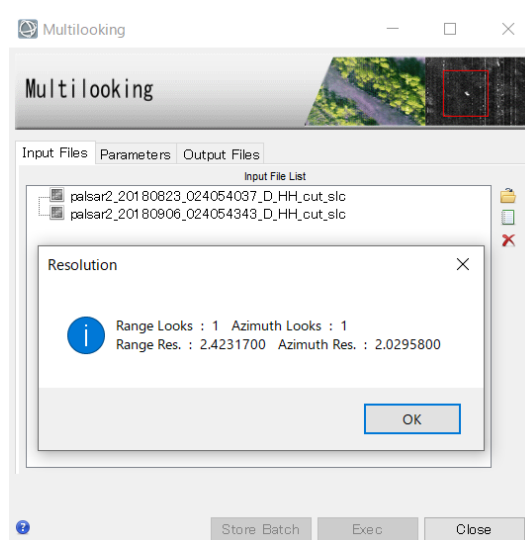 Multilooking
Multilooking
Input Files Parameters Output Files
Input File List
palsar2_20180823_024054037_D_HH_cut_slc
palsar2_20180906_024054343_D_HH_cut_slc
Resolution
Range Looks : 1 Azimuth Looks : 1
Range Res. : 2.4231700 Azimuth Res. : 2.0295800
OK
Store Batch Exec Close